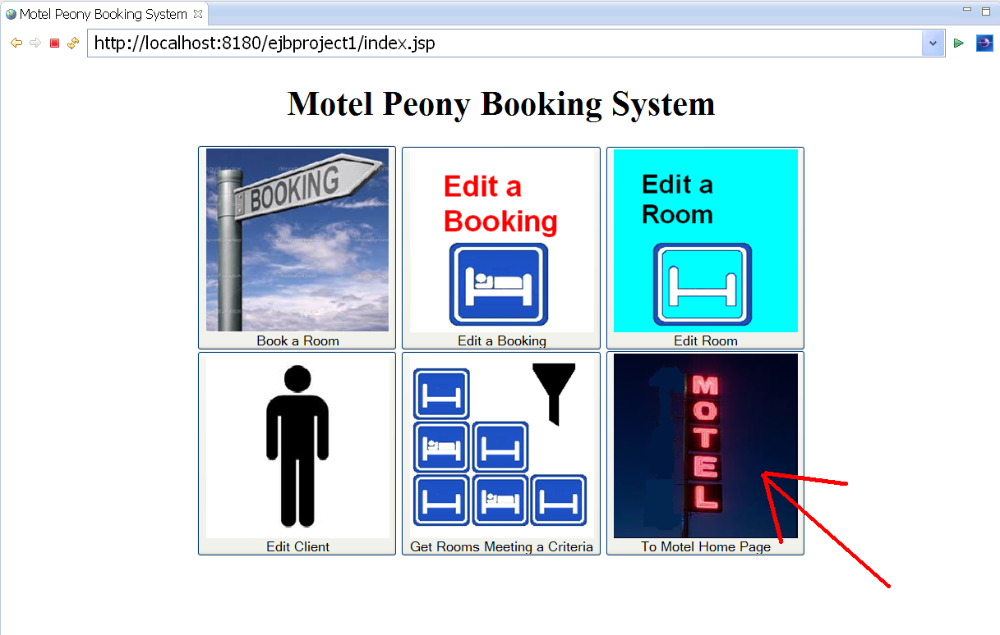 Motel Peony Booking System
http://localhost:8180/ejbproject1/index.jsp
Motel Peony Booking System
BOOKING
Book a Room
Edit a
Booking
Edit a Booking
Edit a
Room
Edit Room
Edit Client
Get Rooms Meeting a Criteria
MOTEL
To Motel Home Page